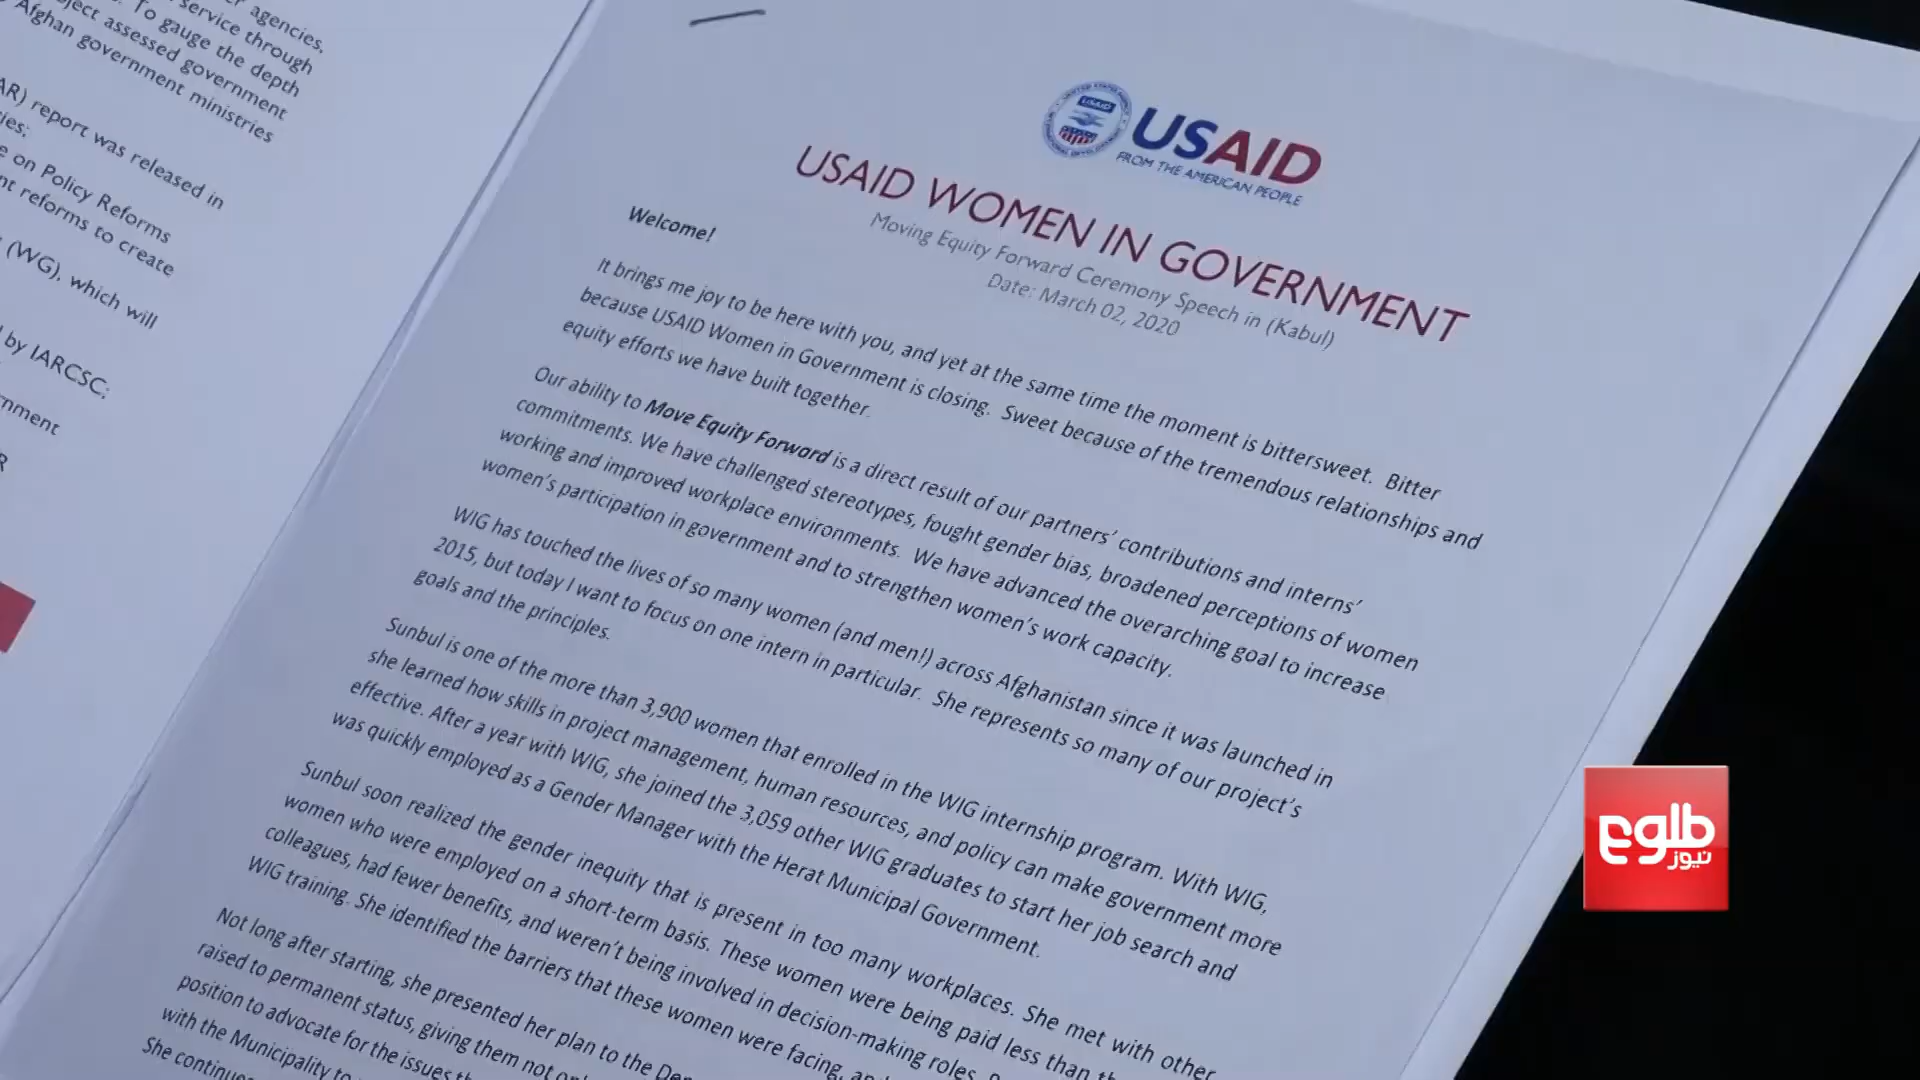 r agencies,
service through
To gauge the depth
ject assessed government
Afghan government ministries
AR) report was released in
ies;
e on Policy Reforms
nt reforms to create
(WG), which will
d by IARCSC;
rnment
R
USAID
USAID
FROM THE AMERICAN PEOPLE
USAID WOMEN IN GOVERNMENT
Moving Equity Forward Ceremony Speech in (Kabul)
Date: March 02, 2020
Welcome!
It brings me joy to be here with you, and yet at the same time the moment is bittersweet. Bitter
because USAID Women in Government is closing. Sweet because of the tremendous relationships and
equity efforts we have built together.
Our ability to Move Equity Forward is a direct result of our partners' contributions and interns'
commitments. We have challenged stereotypes, fought gender bias, broadened perceptions of women
working and improved workplace environments. We have advanced the overarching goal to increase
women's participation in government and to strengthen women's work capacity.
WIG has touched the lives of so many women (and men!) across Afghanistan since it was launched in
2015, but today I want to focus on one intern in particular. She represents so many of our project's
goals and the principles.
Sunbul is one of the more than 3,900 women that enrolled in the WIG internship program. With WIG,
she learned how skills in project management, human resources, and policy can make government more
effective. After a year with WIG, she joined the 3,059 other WIG graduates to start her job search and
was quickly employed as a Gender Manager with the Herat Municipal Government.
Sunbul soon realized the gender inequity that is present in too many workplaces. She met with other
women who were employed on a short-term basis. These women were being paid less than th
colleagues, had fewer benefits, and weren't being involved in decision-making roles.
WIG training. She identified the barriers that these women were facing, an
Not long after starting, she presented her plan to the De
raised to permanent status, giving them not on
position to advocate for the issues th
with the Municipality to
She continue
طلوع
نیوز